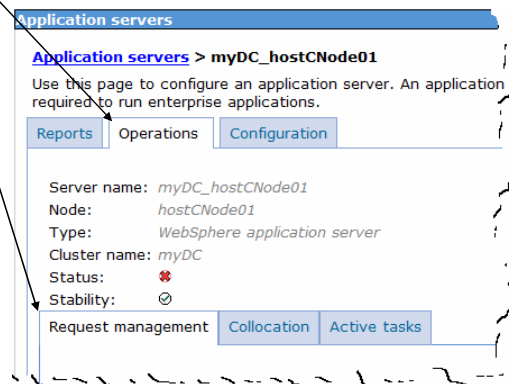 Application servers
Application servers > myDC_hostCNode01
Use this page to configure an application server. An application
required to run enterprise applications.
Reports Operations Configuration
Server name: myDC_hostCNode01
Node: hostCNode01
Type: WebSphere application server
Cluster name: myDC
Status:
Stability:
Request management Collocation Active tasks